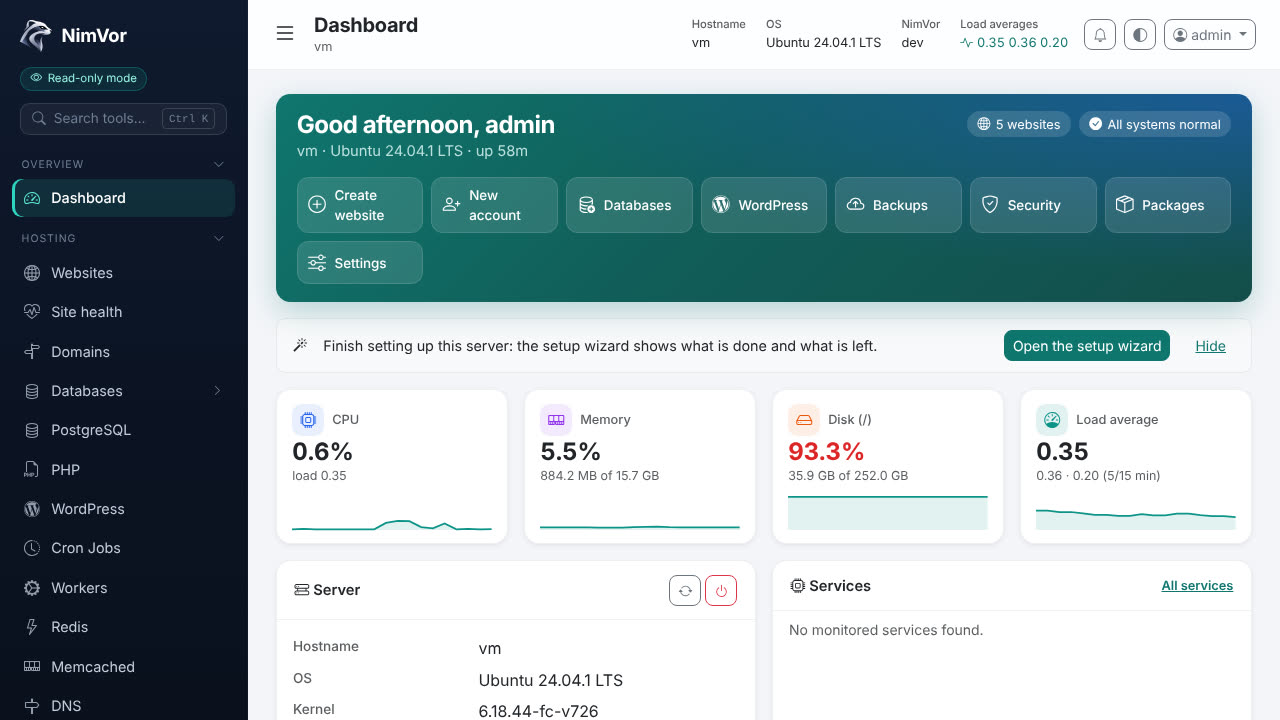 NimVor
Read-only mode
Search tools... Ctrl K
OVERVIEW
Dashboard
HOSTING
Websites
Site health
Domains
Databases
PostgreSQL
PHP
WordPress
Cron Jobs
Workers
Redis
Memcached
DNS
Dashboard
vm
Hostname
vm
OS
Ubuntu 24.04.1 LTS
NimVor
dev
Load averages
0.35 0.36 0.20
admin
Good afternoon, admin
vm · Ubuntu 24.04.1 LTS · up 58m
5 websites
All systems normal
Create
website
New
account
Databases
WordPress
Backups
Security
Packages
Settings
Finish setting up this server: the setup wizard shows what is done and what is left.
Open the setup wizard
Hide
CPU
0.6%
load 0.35
Memory
5.5%
884.2 MB of 15.7 GB
Disk (/)
93.3%
35.9 GB of 252.0 GB
Load average
0.35
0.36 · 0.20 (5/15 min)
Server
Hostname vm
OS Ubuntu 24.04.1 LTS
Kernel 6.18.44-fc-v726
Services
All services
No monitored services found.